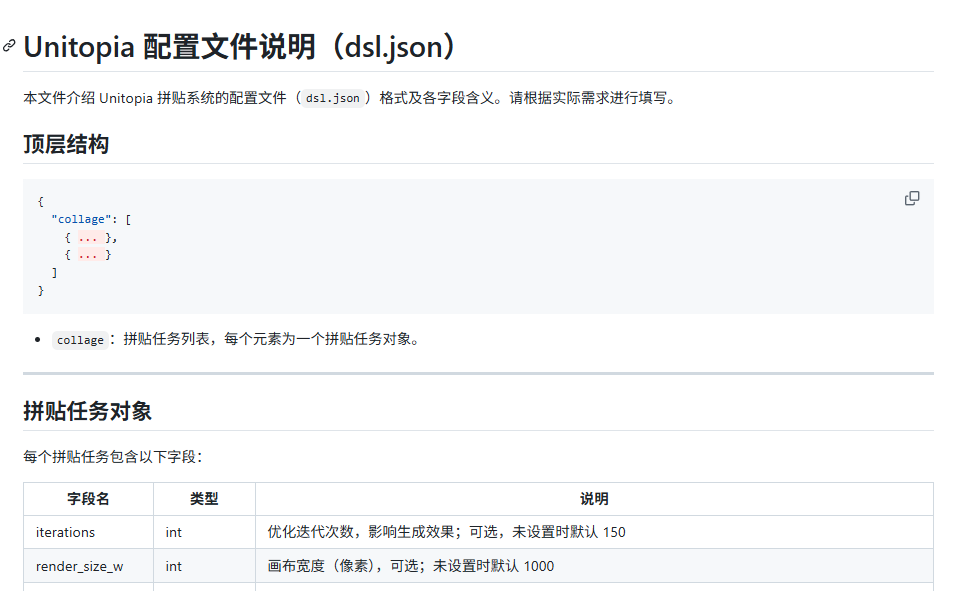 Unitopia 配置文件说明（dsl.json）
本文件介绍 Unitopia 拼贴系统的配置文件（ dsl.json ）格式及各字段含义。请根据实际需求进行填写。
顶层结构
{
  "collage": [
    { ... },
    { ... }
  ]
}
collage：拼贴任务列表，每个元素为一个拼贴任务对象。
拼贴任务对象
每个拼贴任务包含以下字段：
字段名 类型 说明
iterations int 优化迭代次数，影响生成效果；可选，未设置时默认 150
render_size_w int 画布宽度（像素），可选；未设置时默认 1000